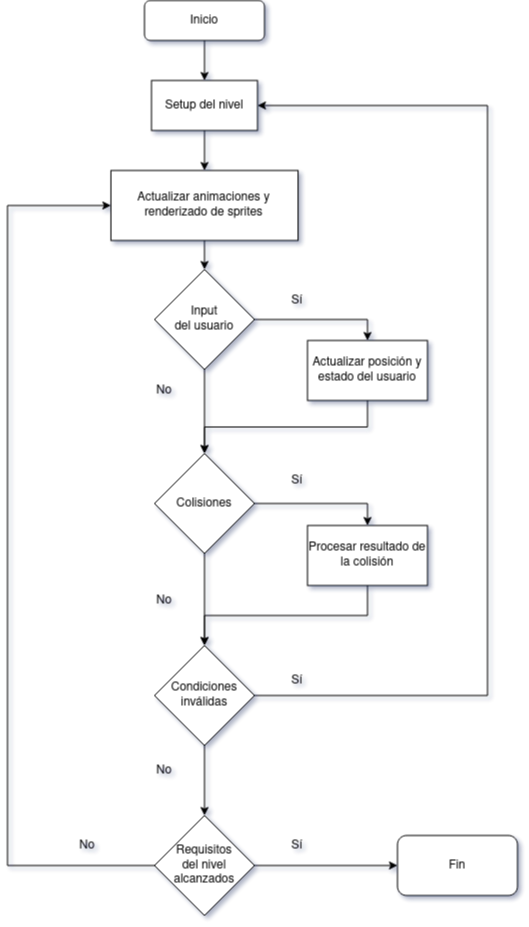 Inicio
Setup del nivel
Actualizar animaciones y
renderizado de sprites
Input
del usuario
Sí
Actualizar posición y
estado del usuario
No
Colisiones
Sí
Procesar resultado de
la colisión
No
Condiciones
inválidas
Sí
No
Requisitos
del nivel
alcanzados
No
Sí
Fin